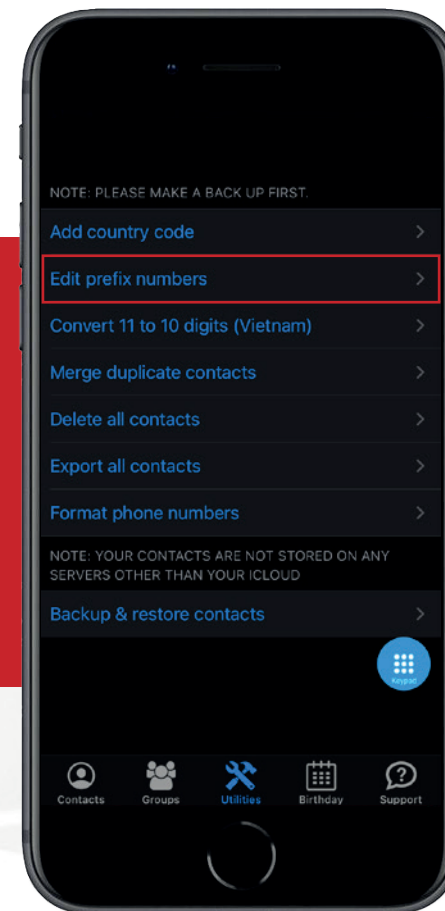 NOTE: PLEASE MAKE A BACK UP FIRST.
Add country code
Edit prefix numbers
Convert 11 to 10 digits (Vietnam)
Merge duplicate contacts
Delete all contacts
Export all contacts
Format phone numbers
NOTE: YOUR CONTACTS ARE NOT STORED ON ANY
SERVERS OTHER THAN YOUR ICLOUD
Backup & restore contacts
Keypad
Contacts Groups Utilities Birthday Support